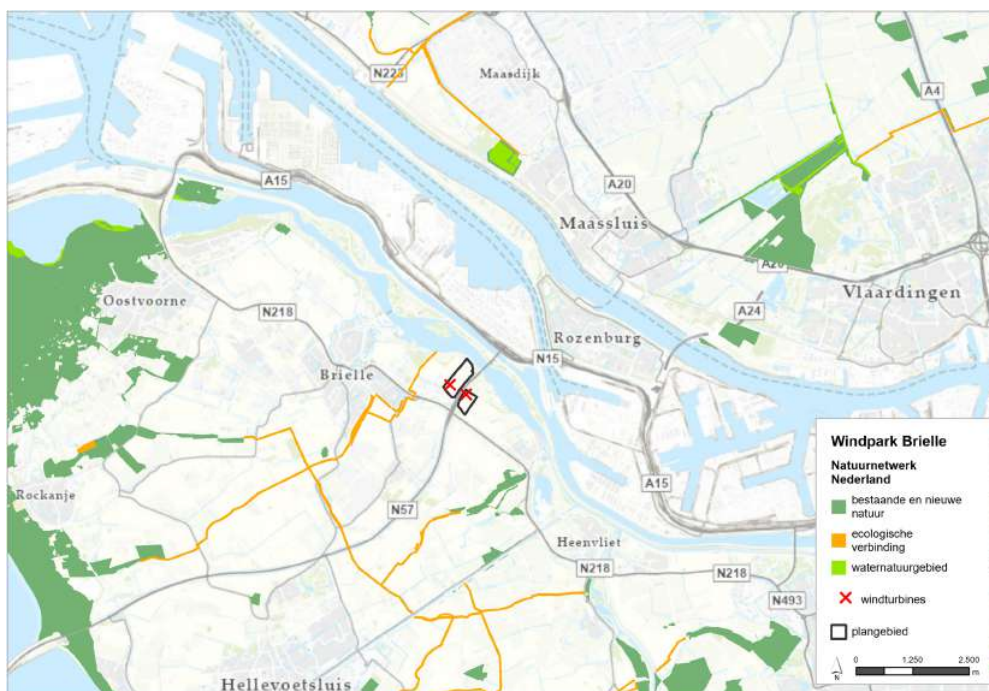 N223
Maasdijk
A4
A15
A20
Maassluis
A20
Oostvoorne
Vlaardingen
A24
N218
Rozenburg
N15
Brielle
Windpark Brielle
Natuurnetwerk
Nederland
bestaande en nieuwe
natuur
ecologische
verbinding
waternatuurgebied
windturbines
plangebied
0 1.250 2.500
m
N
A15
Rockanje
N57
Heenvliet
N218
N218
N493
Hellevoetsluis